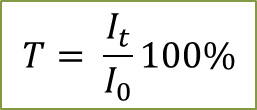 T = I_t / I_0 100%